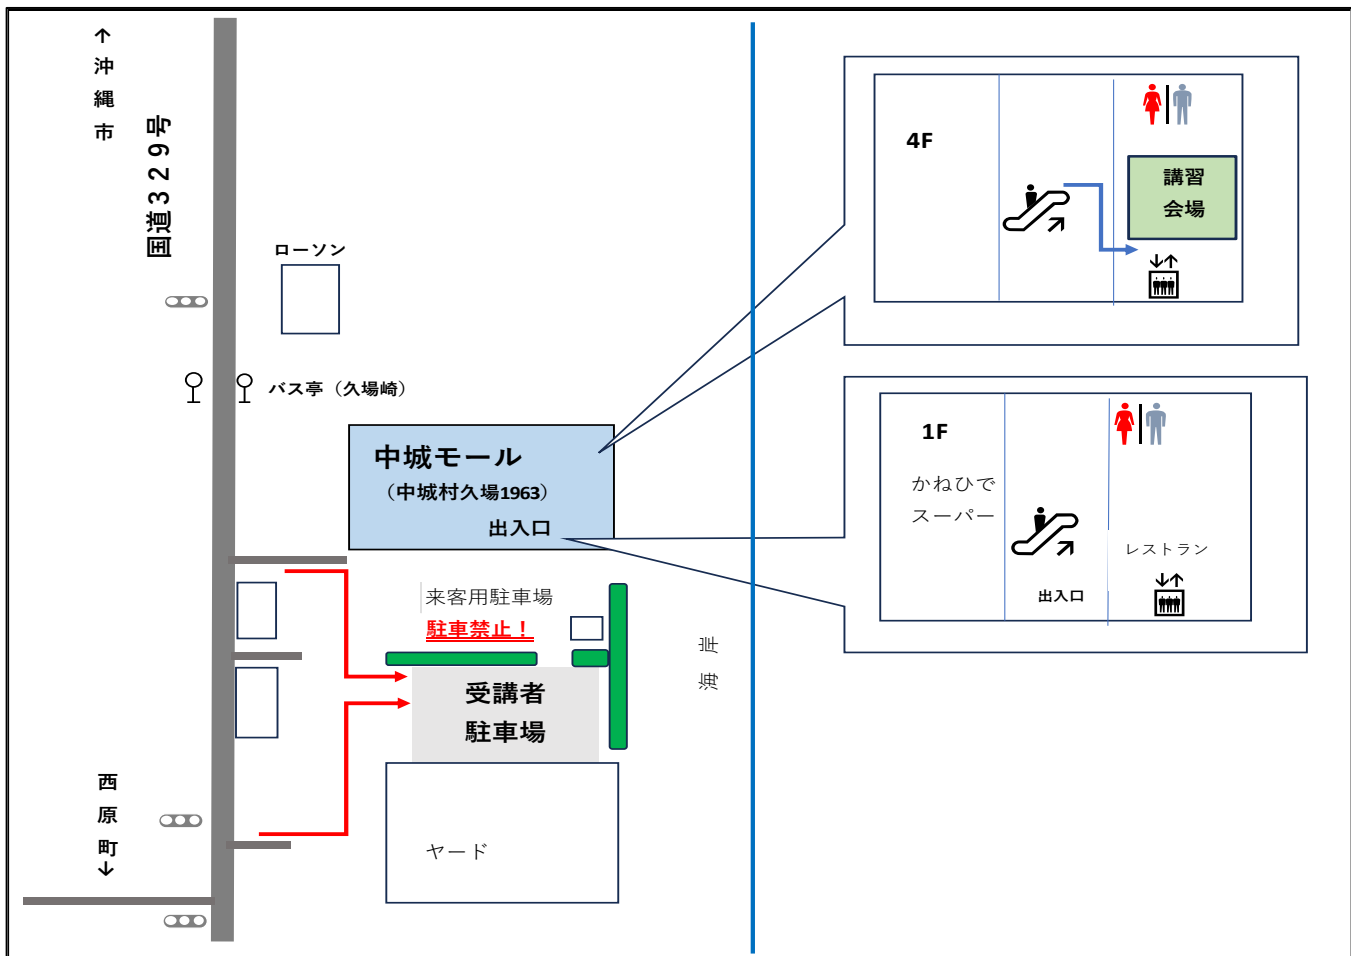 ↑沖縄市
国道329号
ローソン
バス亭（久場崎）
中城モール
（中城村久場1963）
出入口
来客用駐車場
駐車禁止！
受講者
駐車場
ヤード
西原町↓
海岸
4F
講習
会場
↓↑
1F
かねひで
スーパー
レストラン
出入口
↓↑